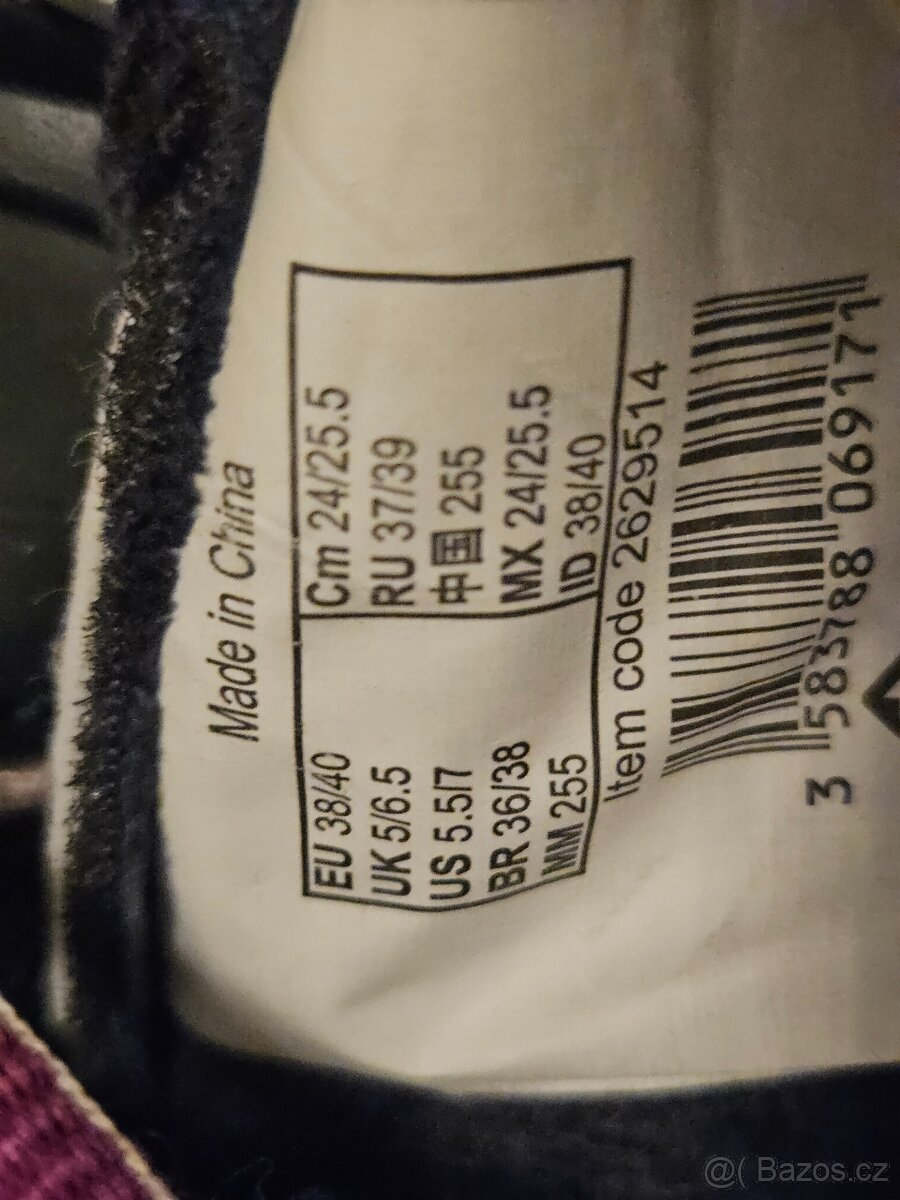 Made in China
EU 38/40
UK 5/6.5
US 5.5/7
BR 36/38
MM 255
Cm 24/25.5
RU 37/39
中国 255
MX 24/25.5
ID 38/40
Item code 2629514
3 583788 069171
@( Bazos.cz